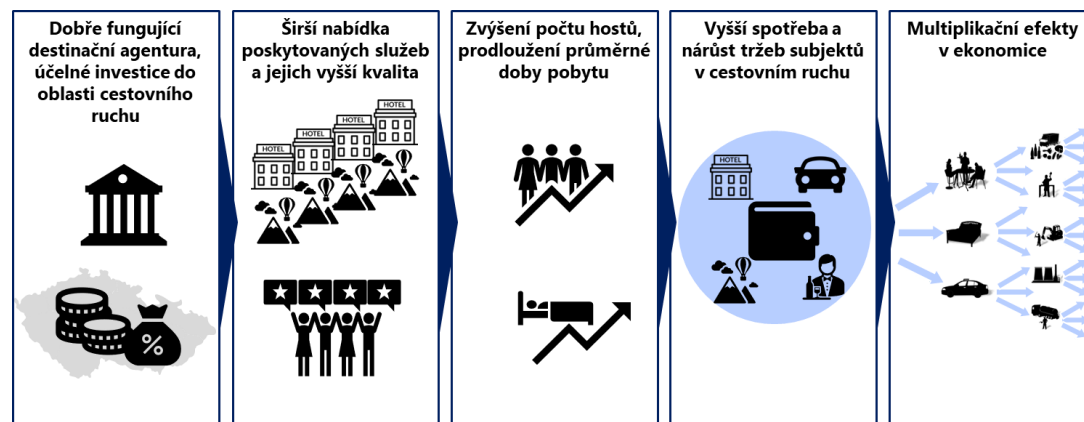 Dobře fungující
destinační agentura,
účelné investice do
oblasti cestovního
ruchu
Širší nabídka
poskytovaných služeb
a jejich vyšší kvalita
Zvýšení počtu hostů,
prodloužení průměrné
doby pobytu
Vyšší spotřeba a
nárůst tržeb subjektů
v cestovním ruchu
Multiplikační efekty
v ekonomice
HOTEL
HOTEL
HOTEL
HOTEL
HOTEL
%